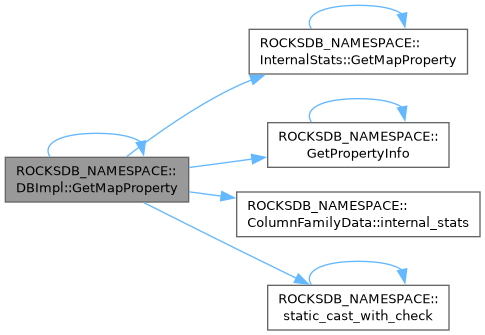 ROCKSDB_NAMESPACE::
DBImpl::GetMapProperty
ROCKSDB_NAMESPACE::
InternalStats::GetMapProperty
ROCKSDB_NAMESPACE::
GetPropertyInfo
ROCKSDB_NAMESPACE::
ColumnFamilyData::internal_stats
ROCKSDB_NAMESPACE::
static_cast_with_check